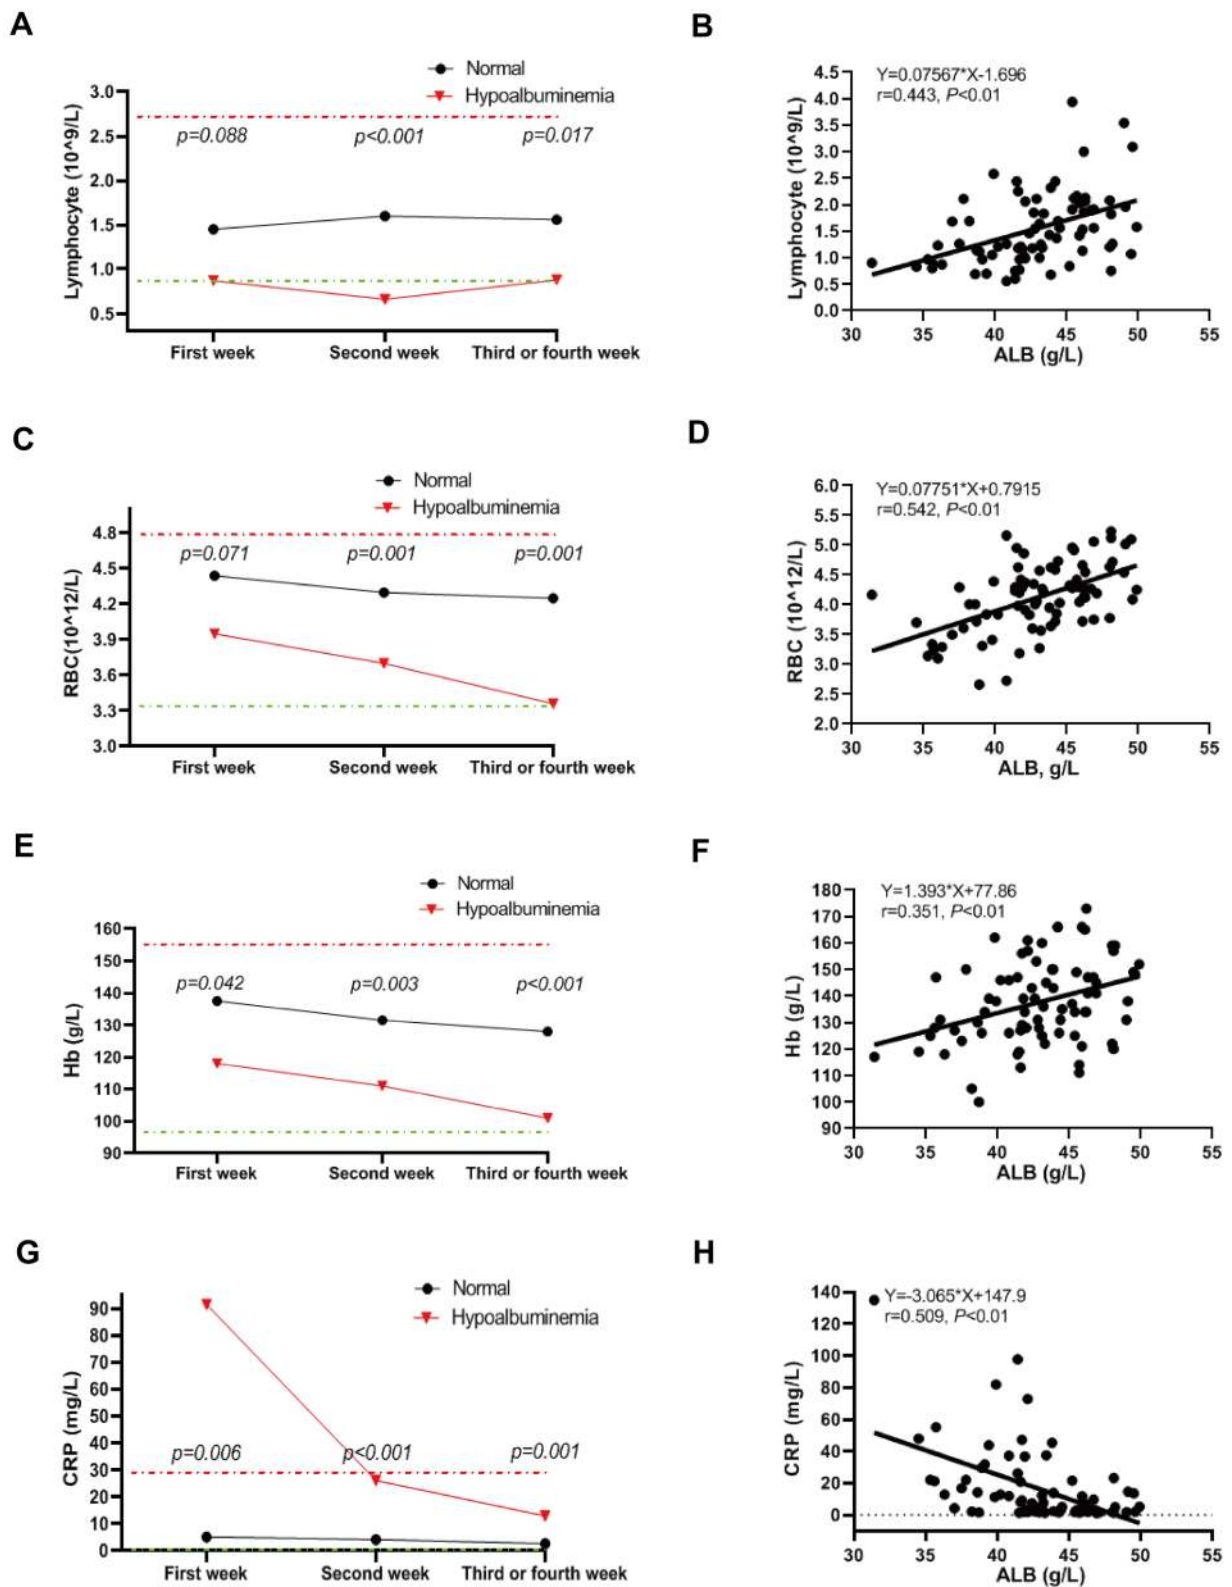 A
Normal
Hypoalbuminemia
Lymphocyte (10^9/L)
3.0
2.5
2.0
1.5
1.0
0.5
p=0.088
p<0.001
p=0.017
First week
Second week
Third or fourth week
B
Y=0.07567*X-1.696
r=0.443, P<0.01
Lymphocyte (10^9/L)
4.5
4.0
3.5
3.0
2.5
2.0
1.5
1.0
0.5
0.0
30 35 40 45 50 55
ALB (g/L)
C
Normal
Hypoalbuminemia
RBC(10^12/L)
4.8
4.5
4.2
3.9
3.6
3.3
3.0
p=0.071
p=0.001
p=0.001
First week
Second week
Third or fourth week
D
Y=0.07751*X+0.7915
r=0.542, P<0.01
RBC (10^12/L)
6.0
5.5
5.0
4.5
4.0
3.5
3.0
2.5
2.0
30 35 40 45 50 55
ALB, g/L
E
Normal
Hypoalbuminemia
Hb (g/L)
160
150
140
130
120
110
100
90
p=0.042
p=0.003
p<0.001
First week
Second week
Third or fourth week
F
Y=1.393*X+77.86
r=0.351, P<0.01
Hb (g/L)
180
170
160
150
140
130
120
110
100
90
30 35 40 45 50 55
ALB (g/L)
G
Normal
Hypoalbuminemia
CRP (mg/L)
90
80
70
60
50
40
30
20
10
0
p=0.006
p<0.001
p=0.001
First week
Second week
Third or fourth week
H
Y=-3.065*X+147.9
r=0.509, P<0.01
CRP (mg/L)
140
120
100
80
60
40
20
0
30 35 40 45 50 55
ALB (g/L)